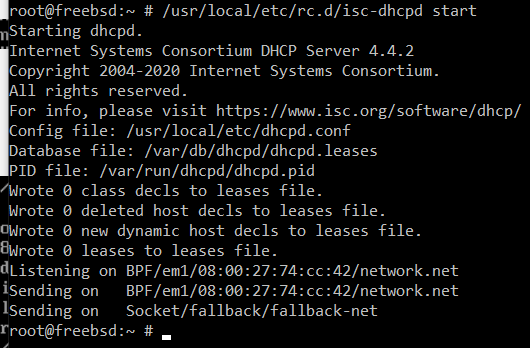 root@freebsd:~ # /usr/local/etc/rc.d/isc-dhcpd start
Starting dhcpd.
Internet Systems Consortium DHCP Server 4.4.2
Copyright 2004-2020 Internet Systems Consortium.
All rights reserved.
For info, please visit https://www.isc.org/software/dhcp/
Config file: /usr/local/etc/dhcpd.conf
Database file: /var/db/dhcpd/dhcpd.leases
PID file: /var/run/dhcpd/dhcpd.pid
Wrote 0 class decls to leases file.
Wrote 0 deleted host decls to leases file.
Wrote 0 new dynamic host decls to leases file.
Wrote 0 leases to leases file.
Listening on BPF/em1/08:00:27:74:cc:42/network.net
Sending on   BPF/em1/08:00:27:74:cc:42/network.net
Sending on   Socket/fallback/fallback-net
root@freebsd:~ #